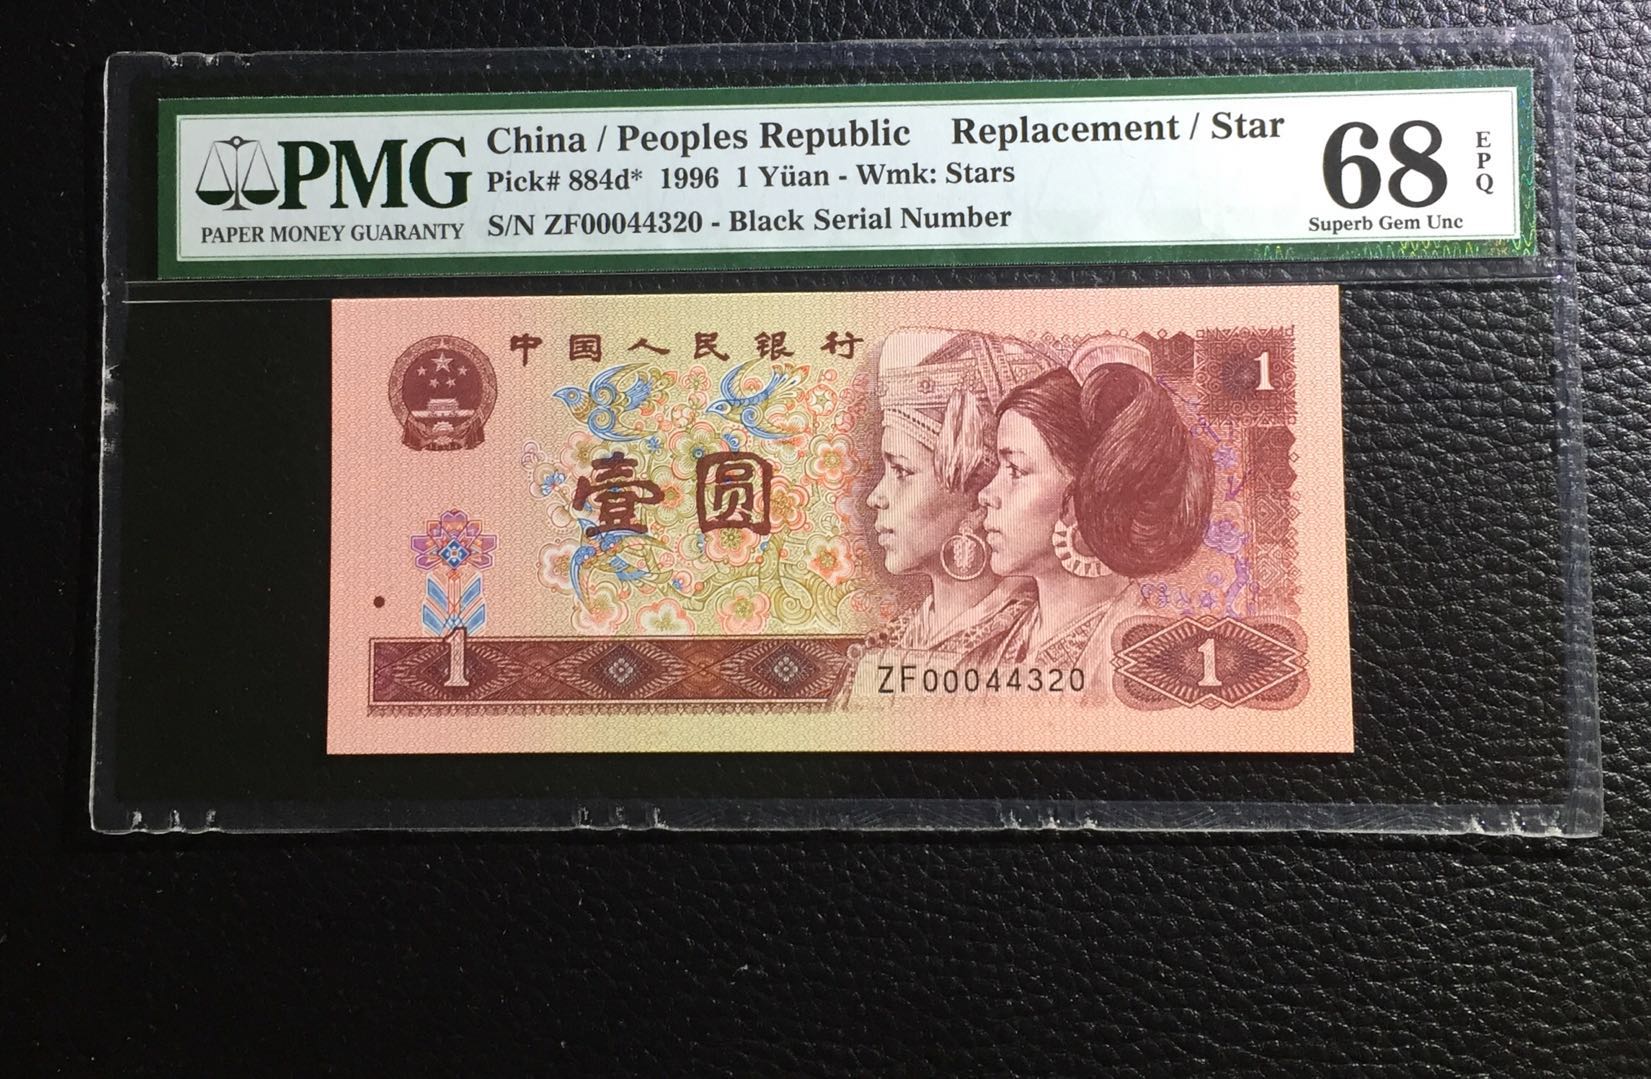 PMG
PAPER MONEY GUARANTY
China / Peoples Republic Replacement / Star
Pick# 884d* 1996 1 Yüan - Wmk: Stars
S/N ZF00044320 - Black Serial Number
68
EPQ
Superb Gem Unc
中国人民银行
1
壹圆
1
ZF00044320
1